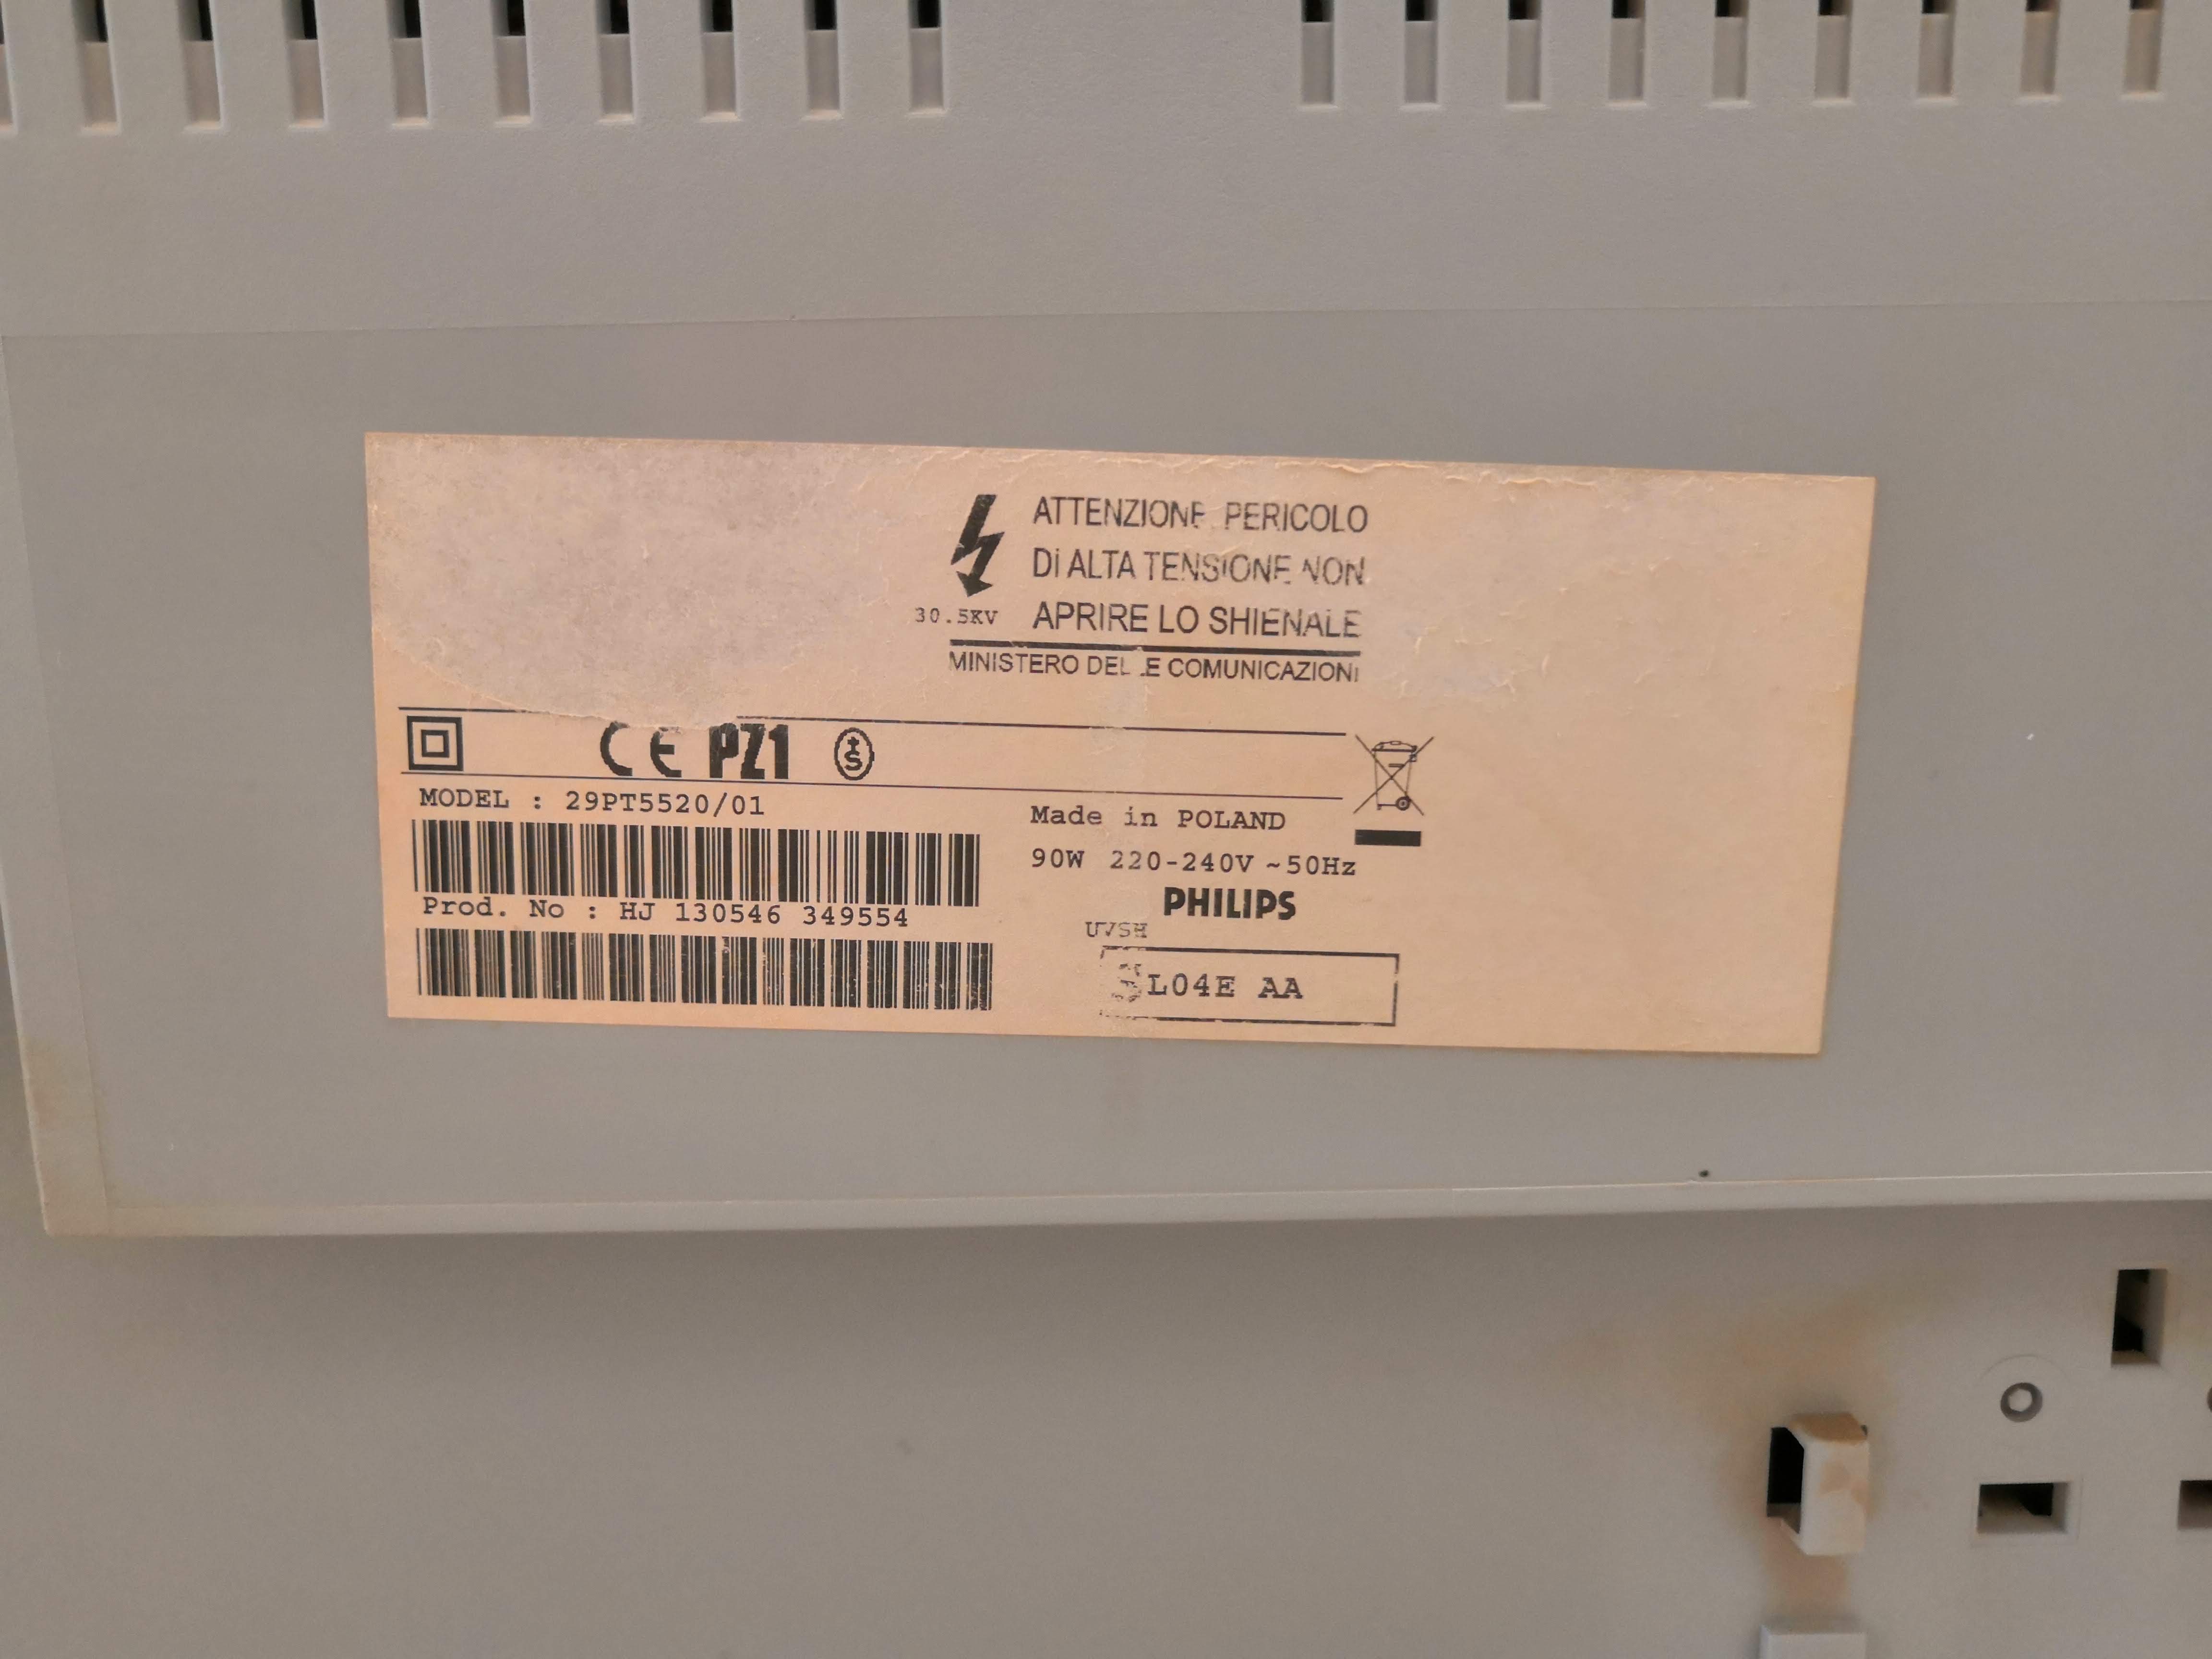 ATTENZIONE PERICOLO
Di ALTA TENSIONE NON
30.5KV APRIRE LO SHIENALE
MINISTERO DELLE COMUNICAZIONI
CE PZ1 ts
MODEL : 29PT5520/01
Made in POLAND
90W 220-240V ~50Hz
Prod. No : HJ 130546 349554
PHILIPS
UVSH
L04E AA